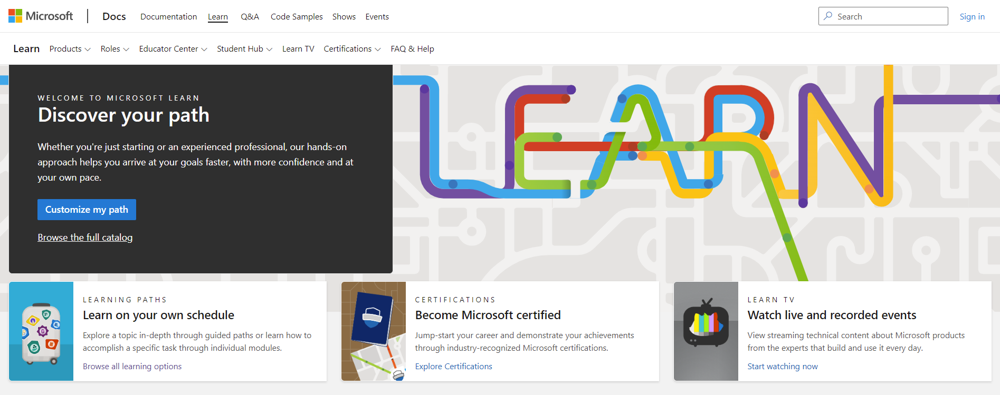 Microsoft Docs Documentation Learn Q&A Code Samples Shows Events Search Sign in
Learn Products Roles Educator Center Student Hub Learn TV Certifications FAQ & Help
WELCOME TO MICROSOFT LEARN
Discover your path
Whether you're just starting or an experienced professional, our hands-on
approach helps you arrive at your goals faster, with more confidence and at
your own pace.
Customize my path
Browse the full catalog
LEARN
LEARNING PATHS
Learn on your own schedule
Explore a topic in-depth through guided paths or learn how to
accomplish a specific task through individual modules.
Browse all learning options
CERTIFICATIONS
Become Microsoft certified
Jump-start your career and demonstrate your achievements
through industry-recognized Microsoft certifications.
Explore Certifications
LEARN TV
Watch live and recorded events
View streaming technical content about Microsoft products
from the experts that build and use it every day.
Start watching now